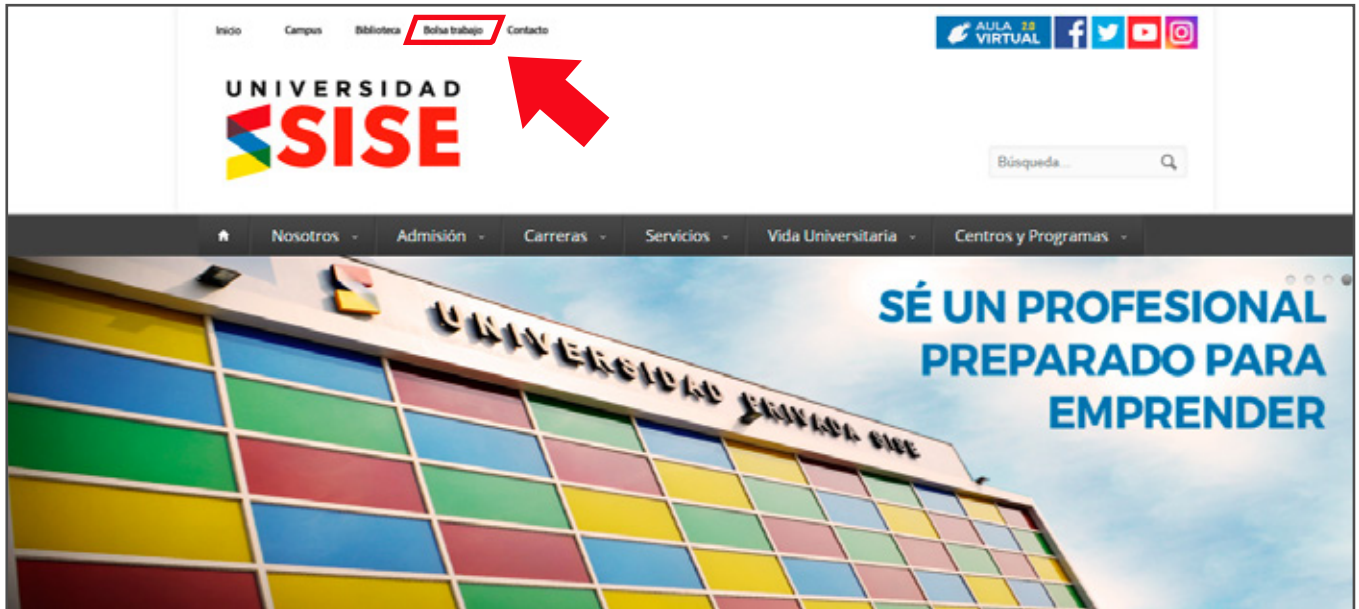 Inicio Campus Biblioteca Bolsa trabajo Contacto
AULA 2.0
VIRTUAL
UNIVERSIDAD
SISE
Búsqueda...
Nosotros Admisión Carreras Servicios Vida Universitaria Centros y Programas
SÉ UN PROFESIONAL
PREPARADO PARA
EMPRENDER
UNIVERSIDAD PRIVADA SISE